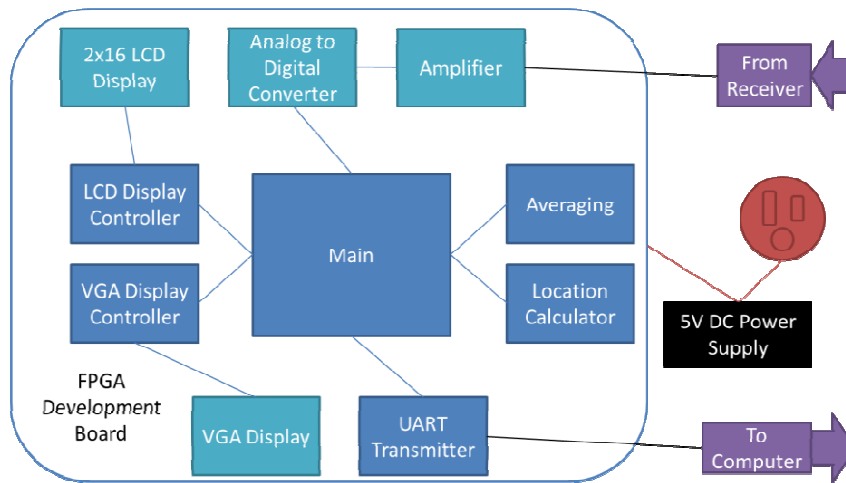 2x16 LCD
Display
Analog to
Digital
Converter
Amplifier
From
Receiver
LCD Display
Controller
Averaging
Main
VGA Display
Controller
Location
Calculator
5V DC Power
Supply
FPGA
Development
Board
VGA Display
UART
Transmitter
To
Computer